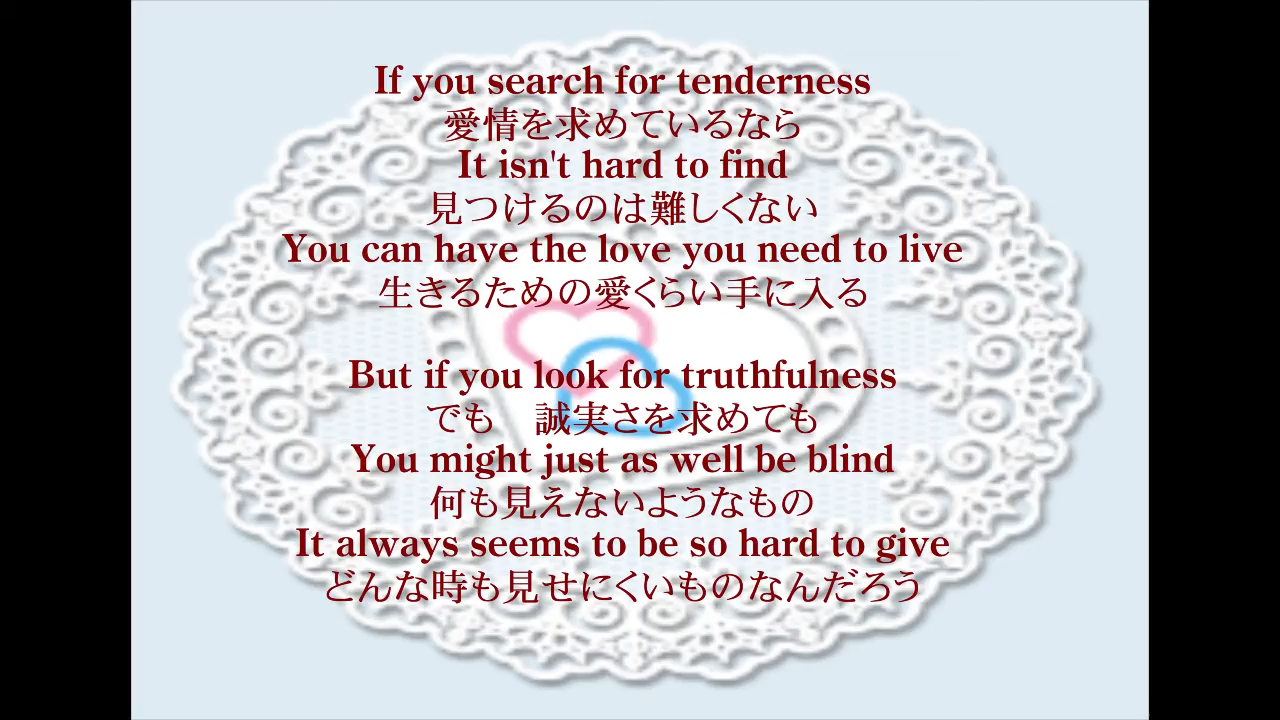 If you search for tenderness
愛情を求めているなら
It isn't hard to find
見つけるのは難しくない
You can have the love you need to live
生きるための愛くらい手に入る
But if you look for truthfulness
でも　誠実さを求めても
You might just as well be blind
何も見えないようなもの
It always seems to be so hard to give
どんな時も見せにくいものなんだろう